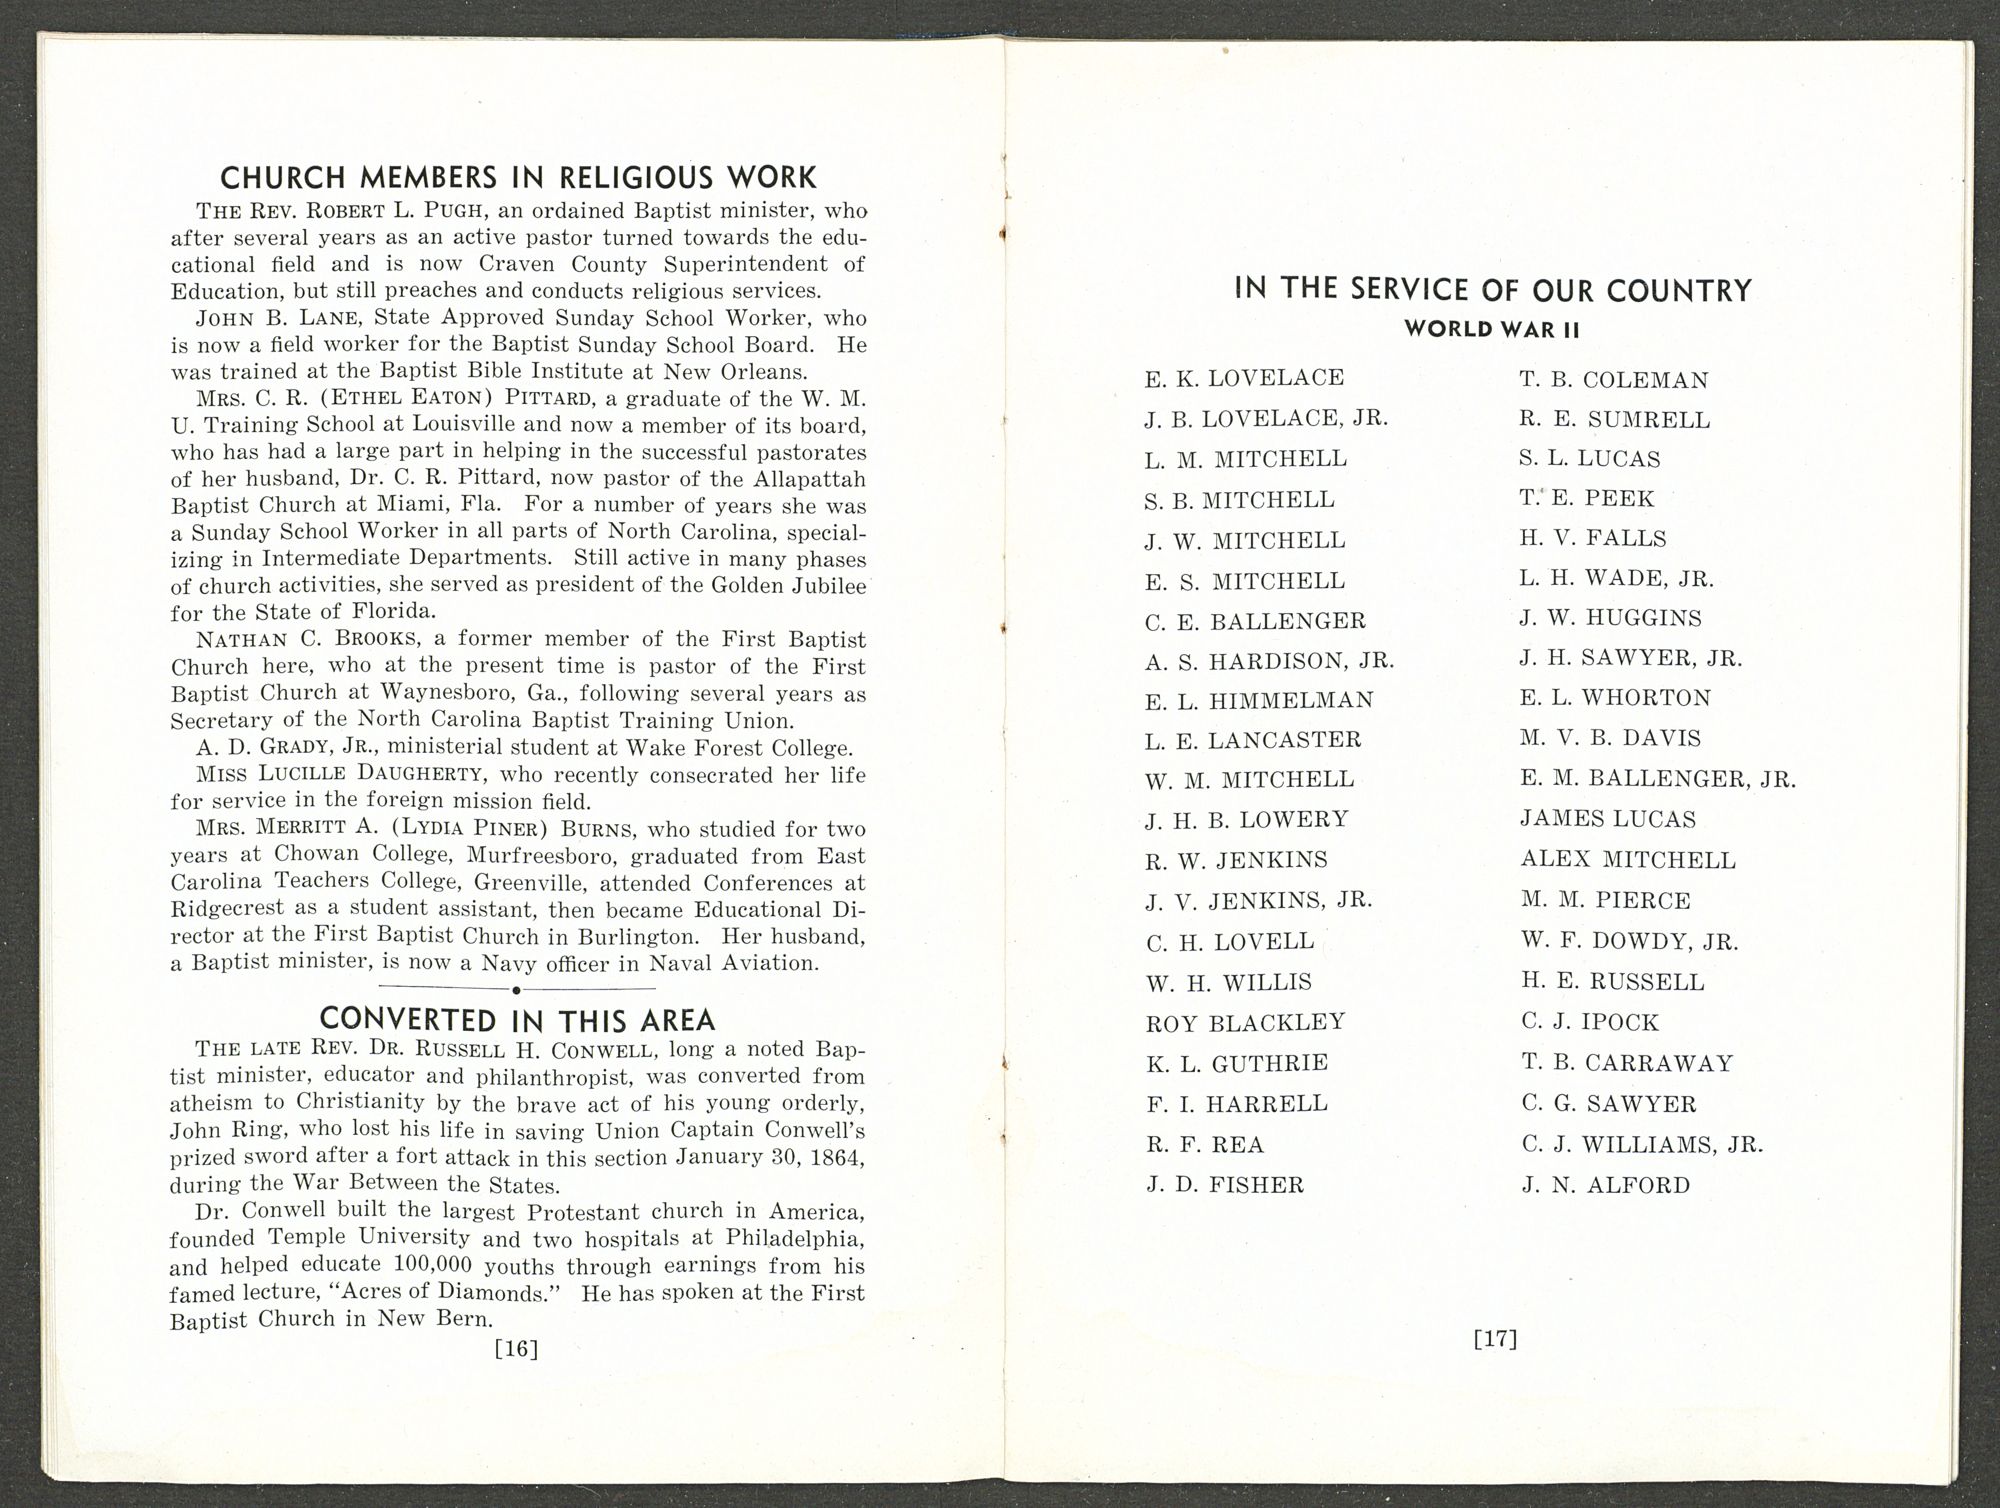 CHURCH MEMBERS IN RELIGIOUS WORK
THE REV. ROBERT L. PUGH, an ordained Baptist minister, who
after several years as an active pastor turned towards the edu-
cational field and is now Craven County Superintendent of
Education, but still preaches and conducts religious services.
JOHN B. LANE, State Approved Sunday School Worker, who
is now a field worker for the Baptist Sunday School Board. He
was trained at the Baptist Bible Institute at New Orleans.
MRS. C. R. (ETHEL EATON) PITTARD, a graduate of the W. M.
U. Training School at Louisville and now a member of its board,
who has had a large part in helping in the successful pastorates
of her husband, Dr. C. R. Pittard, now pastor of the Allapattah
Baptist Church at Miami, Fla. For a number of years she was
a Sunday School Worker in all parts of North Carolina, special-
izing in Intermediate Departments. Still active in many phases
of church activities, she served as president of the Golden Jubilee
for the State of Florida.
NATHAN C. BROOKS, a former member of the First Baptist
Church here, who at the present time is pastor of the First
Baptist Church at Waynesboro, Ga., following several years as
Secretary of the North Carolina Baptist Training Union.
A. D. GRADY, JR., ministerial student at Wake Forest College.
MISS LUCILLE DAUGHERTY, who recently consecrated her life
for service in the foreign mission field.
MRS. MERRITT A. (LYDIA PINER) BURNS, who studied for two
years at Chowan College, Murfreesboro, graduated from East
Carolina Teachers College, Greenville, attended Conferences at
Ridgecrest as a student assistant, then became Educational Di-
rector at the First Baptist Church in Burlington. Her husband,
a Baptist minister, is now a Navy officer in Naval Aviation.
CONVERTED IN THIS AREA
THE LATE REV. DR. RUSSELL H. CONWELL, long a noted Bap-
tist minister, educator and philanthropist, was converted from
atheism to Christianity by the brave act of his young orderly,
John Ring, who lost his life in saving Union Captain Conwell's
prized sword after a fort attack in this section January 30, 1864,
during the War Between the States.
Dr. Conwell built the largest Protestant church in America,
founded Temple University and two hospitals at Philadelphia,
and helped educate 100,000 youths through earnings from his
famed lecture, "Acres of Diamonds." He has spoken at the First
Baptist Church in New Bern.
[16]
IN THE SERVICE OF OUR COUNTRY
WORLD WAR II
E. K. LOVELACE
J. B. LOVELACE, JR.
L. M. MITCHELL
S. B. MITCHELL
J. W. MITCHELL
E. S. MITCHELL
C. E. BALLENGER
A. S. HARDISON, JR.
E. L. HIMMELMAN
L. E. LANCASTER
W. M. MITCHELL
J. H. B. LOWERY
R. W. JENKINS
J. V. JENKINS, JR.
C. H. LOVELL
W. H. WILLIS
ROY BLACKLEY
K. L. GUTHRIE
F. I. HARRELL
R. F. REA
J. D. FISHER
T. B. COLEMAN
R. E. SUMRELL
S. L. LUCAS
T. E. PEEK
H. V. FALLS
L. H. WADE, JR.
J. W. HUGGINS
J. H. SAWYER, JR.
E. L. WHORTON
M. V. B. DAVIS
E. M. BALLENGER, JR.
JAMES LUCAS
ALEX MITCHELL
M. M. PIERCE
W. F. DOWDY, JR.
H. E. RUSSELL
C. J. IPOCK
T. B. CARRAWAY
C. G. SAWYER
C. J. WILLIAMS, JR.
J. N. ALFORD
[17]